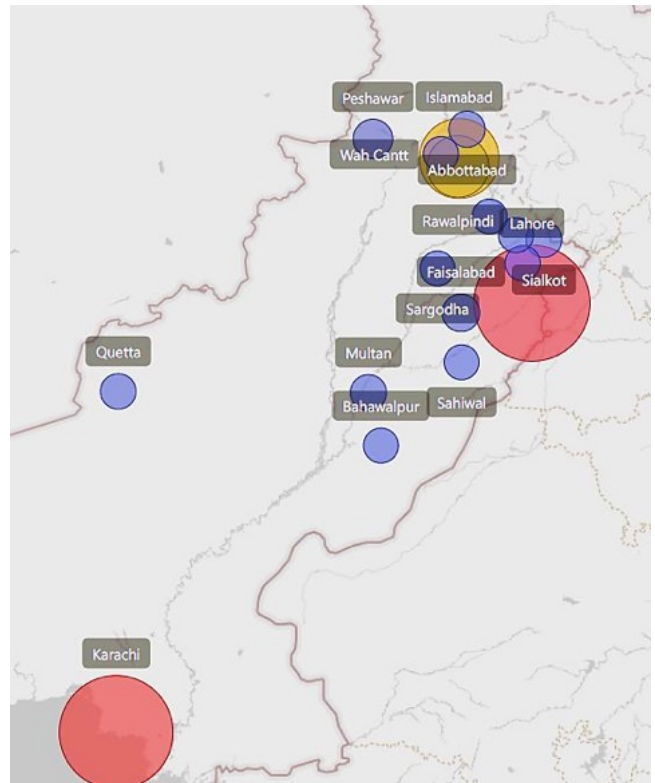 Peshawar
Islamabad
Wah Cantt
Abbottabad
Rawalpindi
Lahore
Faisalabad
Sialkot
Sargodha
Quetta
Multan
Bahawalpur
Sahiwal
Karachi